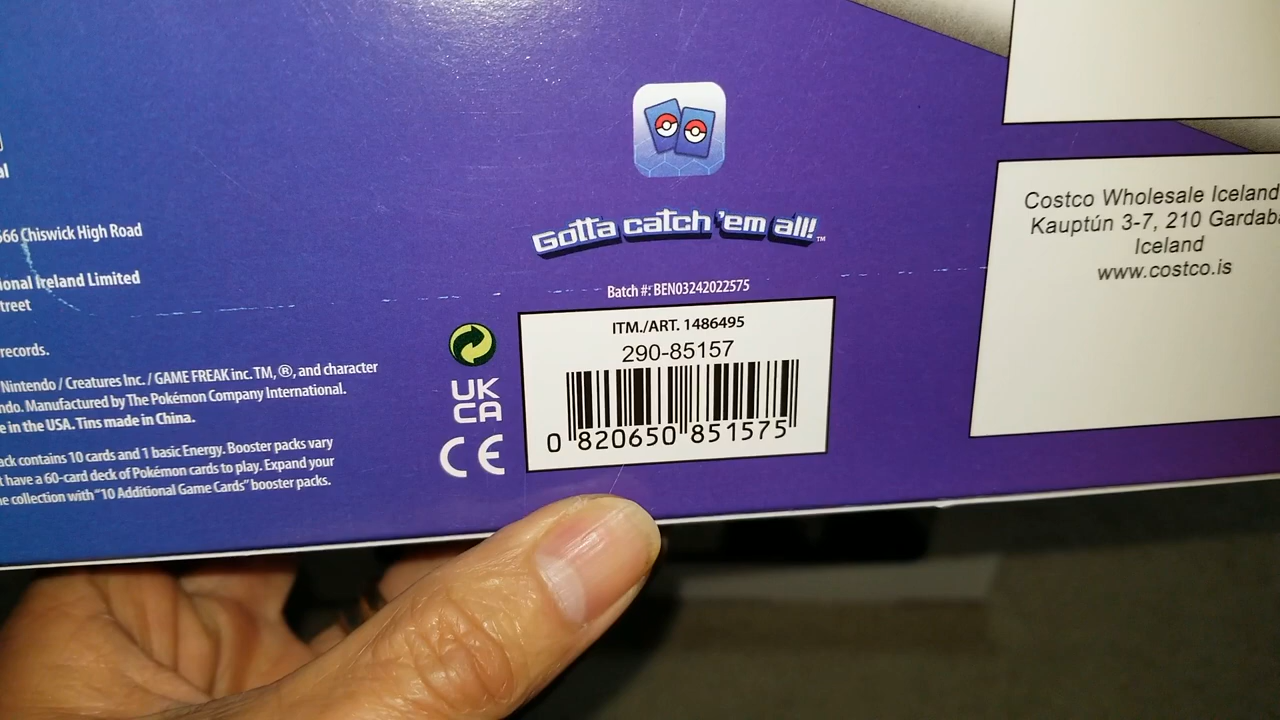 al
666 Chiswick High Road
ional Ireland Limited
treet
records.
Nintendo / Creatures Inc. / GAME FREAK inc. TM, ®, and character
ndo. Manufactured by The Pokémon Company International.
e in the USA. Tins made in China.
ack contains 10 cards and 1 basic Energy. Booster packs vary
t have a 60-card deck of Pokémon cards to play. Expand your
e collection with "10 Additional Game Cards" booster packs.
Gotta catch 'em all!™
Batch #: BEN03242022575
UK
CA
CE
ITM./ART. 1486495
290-85157
0 820650 851575
Costco Wholesale Iceland
Kauptún 3-7, 210 Gardaba
Iceland
www.costco.is